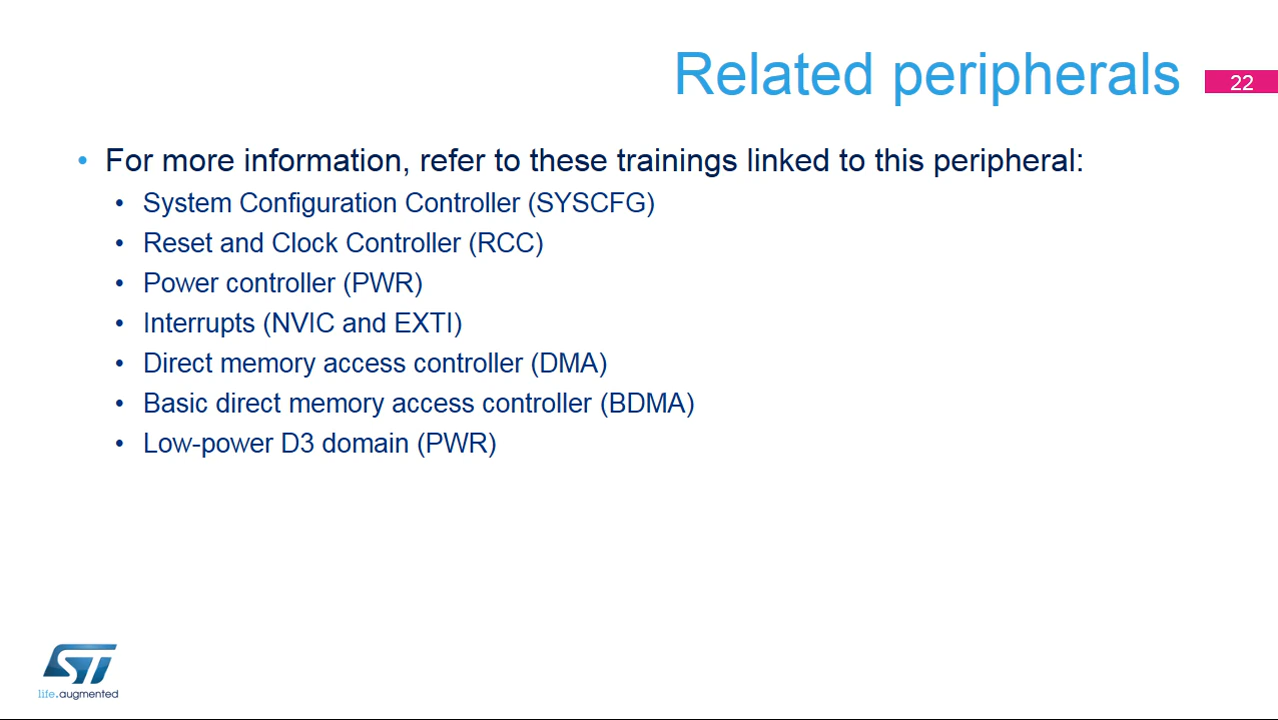 Related peripherals
22
• For more information, refer to these trainings linked to this peripheral:
• System Configuration Controller (SYSCFG)
• Reset and Clock Controller (RCC)
• Power controller (PWR)
• Interrupts (NVIC and EXTI)
• Direct memory access controller (DMA)
• Basic direct memory access controller (BDMA)
• Low-power D3 domain (PWR)
ST
life.augmented